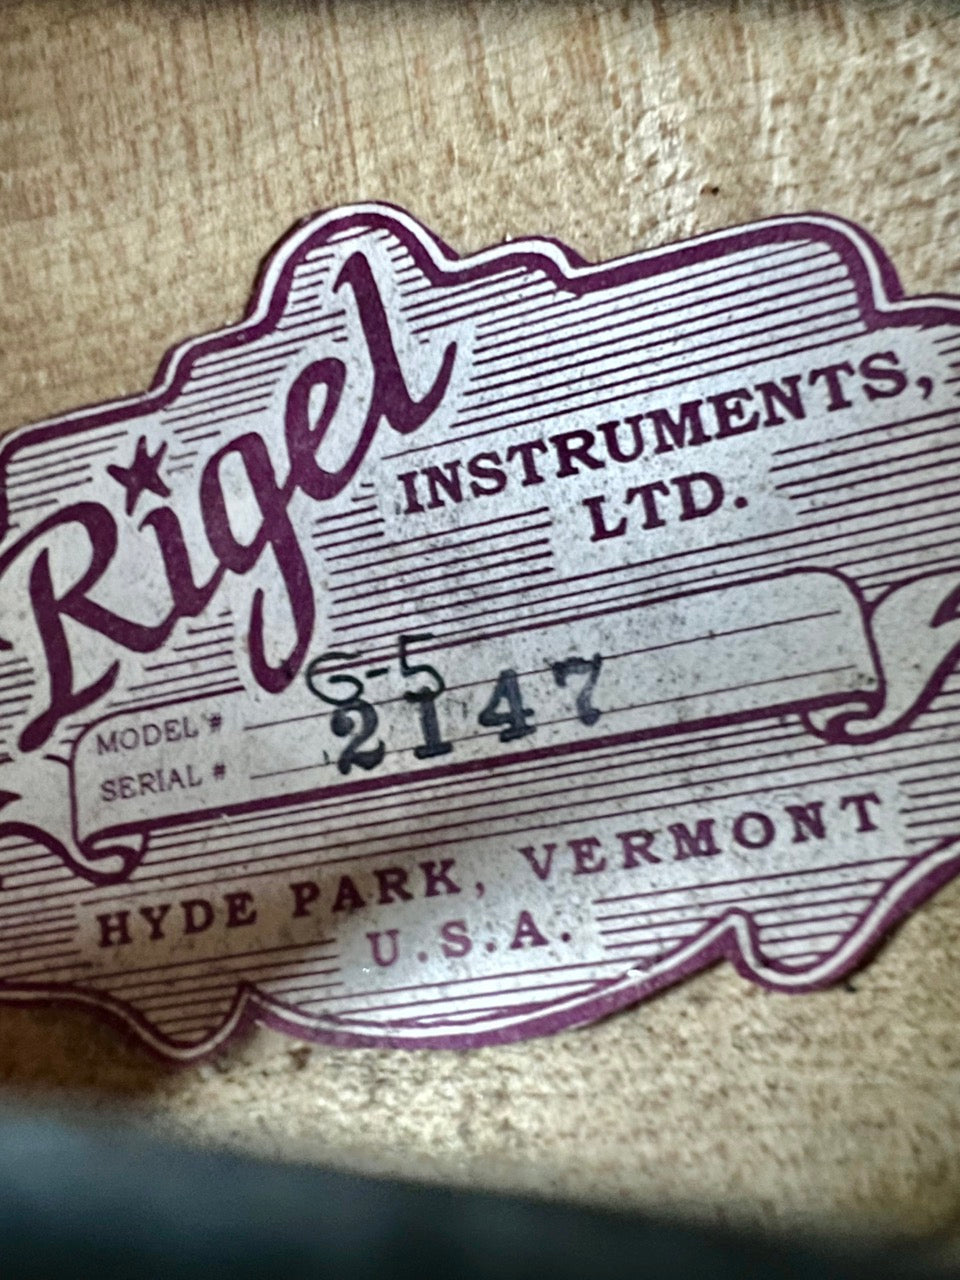 Rigel
INSTRUMENTS,
LTD.
MODEL # G-5
SERIAL # 2147
HYDE PARK, VERMONT
U.S.A.